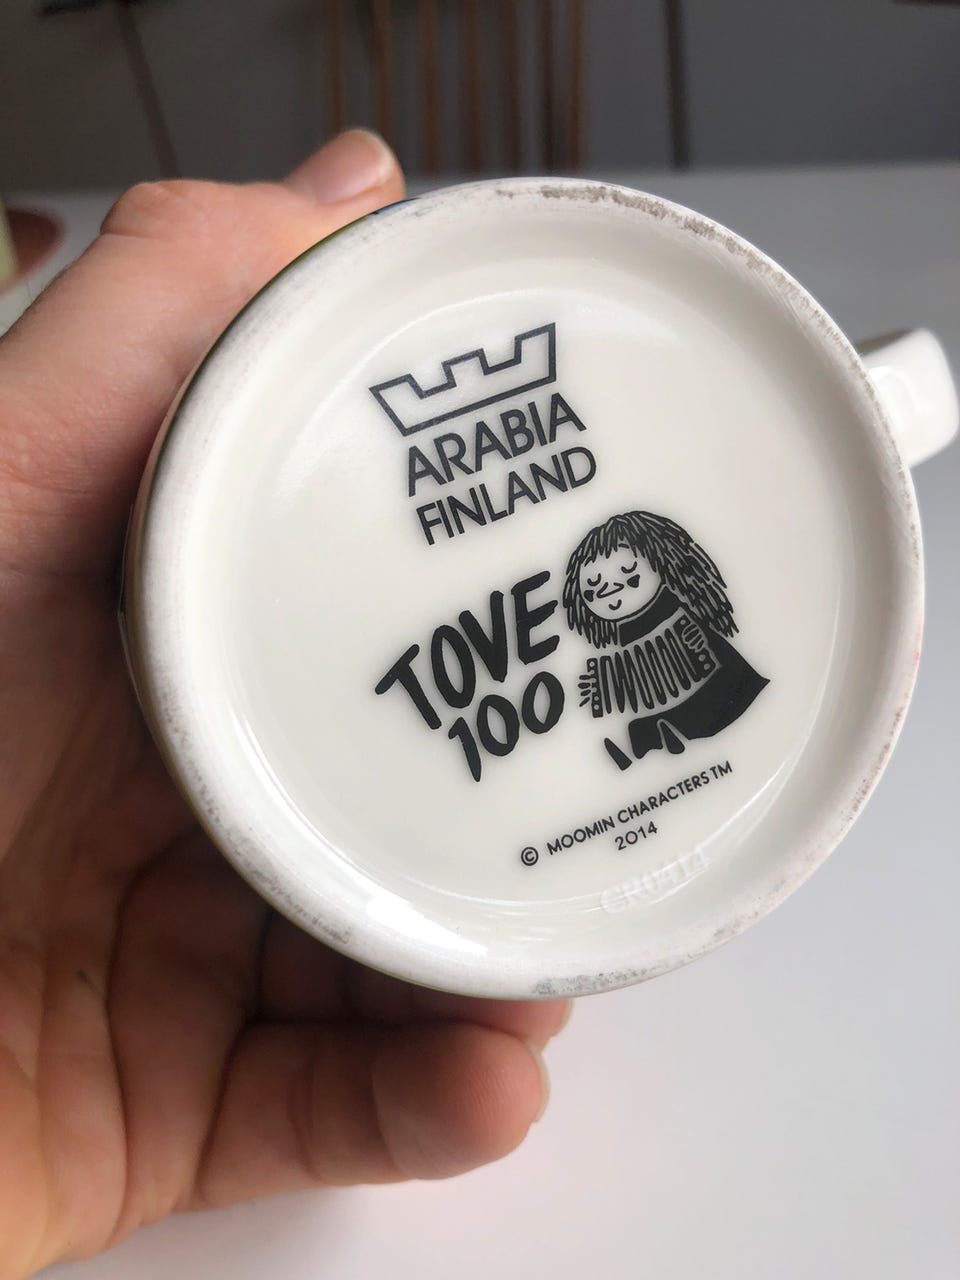 ARABIA
FINLAND
TOVE
100
© MOOMIN CHARACTERS TM
2014